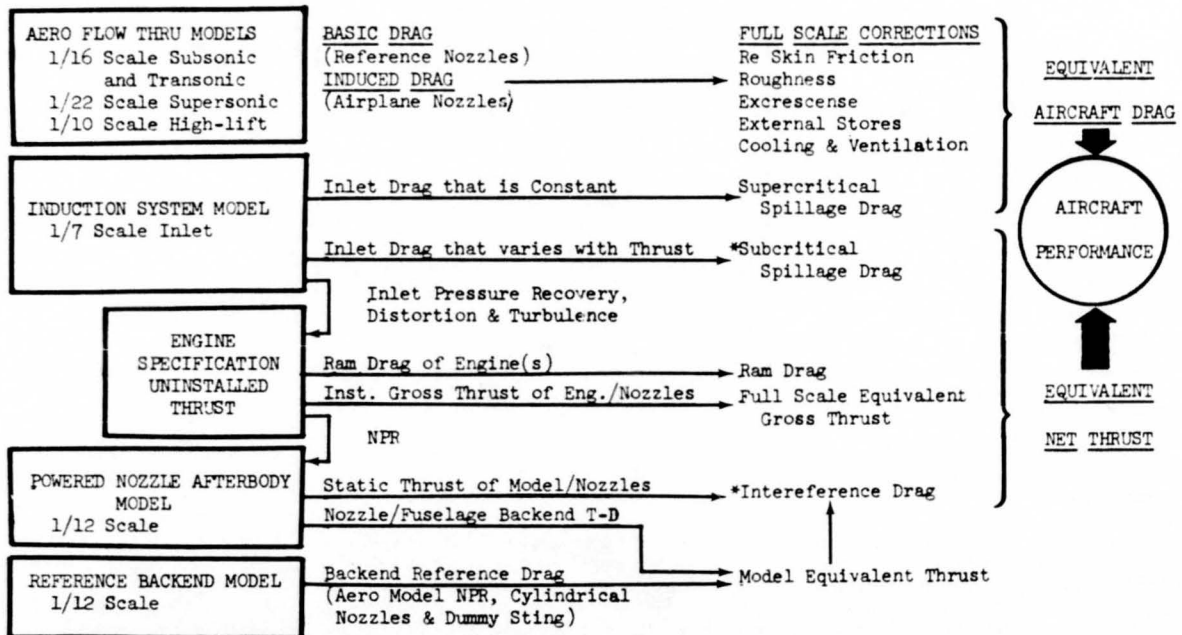 AERO FLOW THRU MODELS
1/16 Scale Subsonic
and Transonic
1/22 Scale Supersonic
1/10 Scale High-lift
BASIC DRAG
(Reference Nozzles)
INDUCED DRAG
(Airplane Nozzles)
FULL SCALE CORRECTIONS
Re Skin Friction
Roughness
Excrescense
External Stores
Cooling & Ventilation
EQUIVALENT
AIRCRAFT DRAG
INDUCTION SYSTEM MODEL
1/7 Scale Inlet
Inlet Drag that is Constant
Supercritical
Spillage Drag
Inlet Drag that varies with Thrust
*Subcritical
Spillage Drag
AIRCRAFT
PERFORMANCE
Inlet Pressure Recovery,
Distortion & Turbulence
ENGINE
SPECIFICATION
UNINSTALLED
THRUST
Ram Drag of Engine(s)
Ram Drag
Inst. Gross Thrust of Eng./Nozzles
Full Scale Equivalent
Gross Thrust
NPR
EQUIVALENT
NET THRUST
POWERED NOZZLE AFTERBODY
MODEL
1/12 Scale
Static Thrust of Model/Nozzles
*Intereference Drag
Nozzle/Fuselage Backend T-D
REFERENCE BACKEND MODEL
1/12 Scale
Backend Reference Drag
(Aero Model NPR, Cylindrical
Nozzles & Dummy Sting)
Model Equivalent Thrust